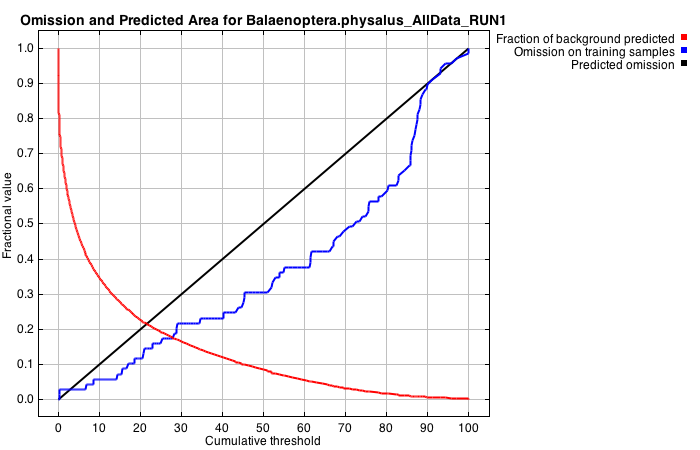 Omission and Predicted Area for Balaenoptera.physalus_AllData_RUN1
Fraction of background predicted
Omission on training samples
Predicted omission
1.0
0.9
0.8
0.7
0.6
0.5
0.4
0.3
0.2
0.1
0.0
Fractional value
0 10 20 30 40 50 60 70 80 90 100
Cumulative threshold